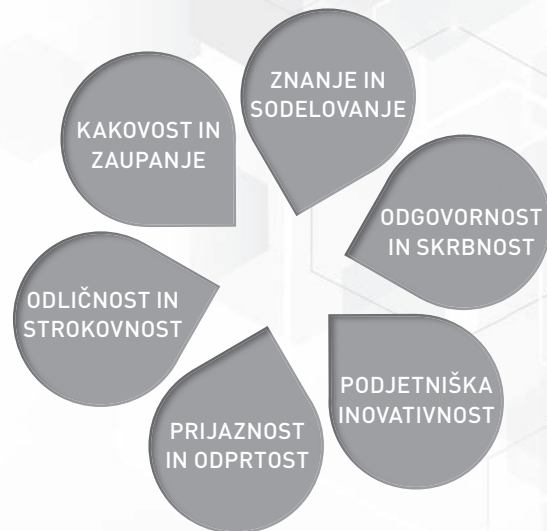 ZNANJE IN
SODELOVANJE
KAKOVOST IN
ZAUPANJE
ODGOVORNOST
IN SKRBNOST
ODLIČNOST IN
STROKOVNOST
PODJETNIŠKA
INOVATIVNOST
PRIJAZNOST
IN ODPRTOST